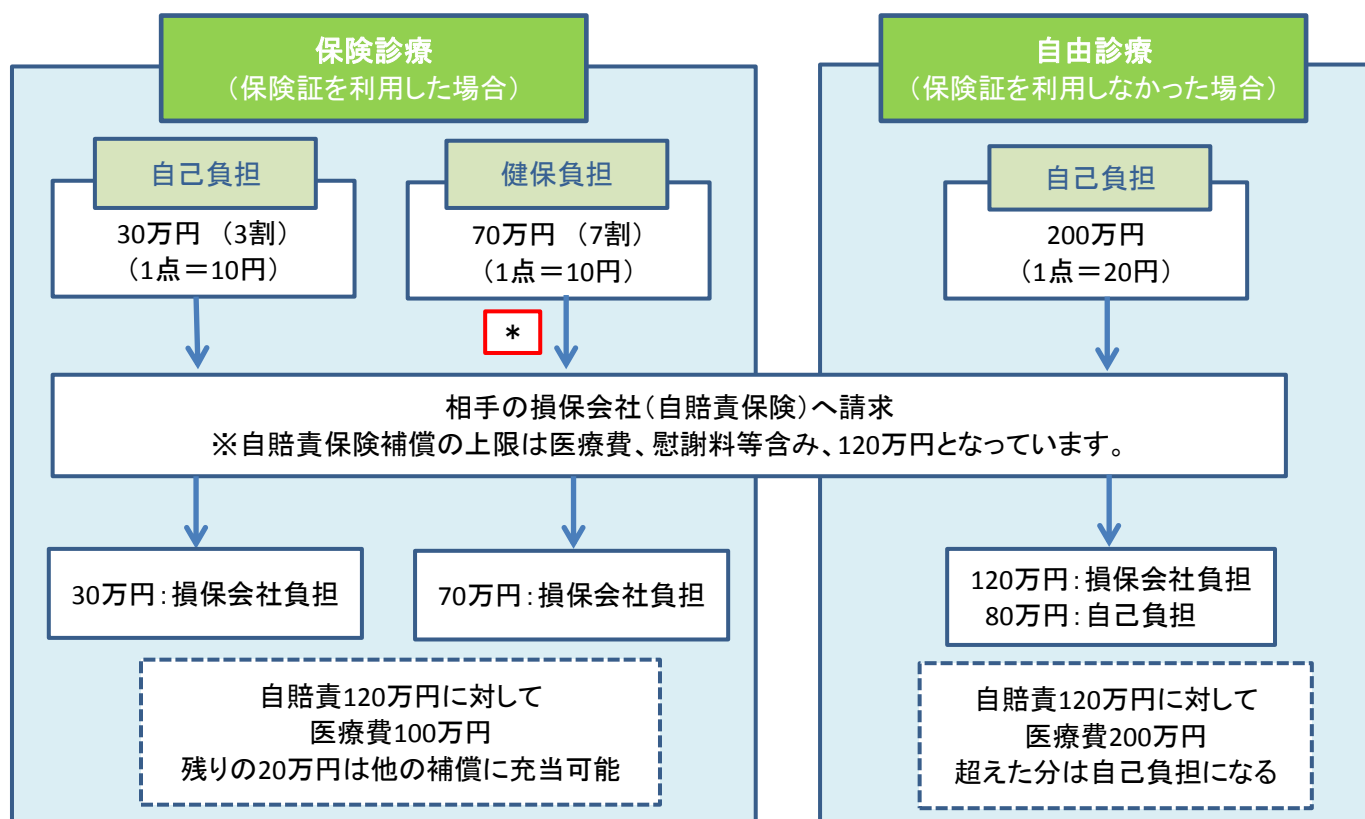 保険診療
（保険証を利用した場合）
自己負担
30万円 （3割）
（1点＝10円）
健保負担
70万円 （7割）
（1点＝10円）
*
自由診療
（保険証を利用しなかった場合）
自己負担
200万円
（1点＝20円）
相手の損保会社（自賠責保険）へ請求
※自賠責保険補償の上限は医療費、慰謝料等含み、120万円となっています。
30万円：損保会社負担
70万円：損保会社負担
120万円：損保会社負担
80万円：自己負担
自賠責120万円に対して
医療費100万円
残りの20万円は他の補償に充当可能
自賠責120万円に対して
医療費200万円
超えた分は自己負担になる